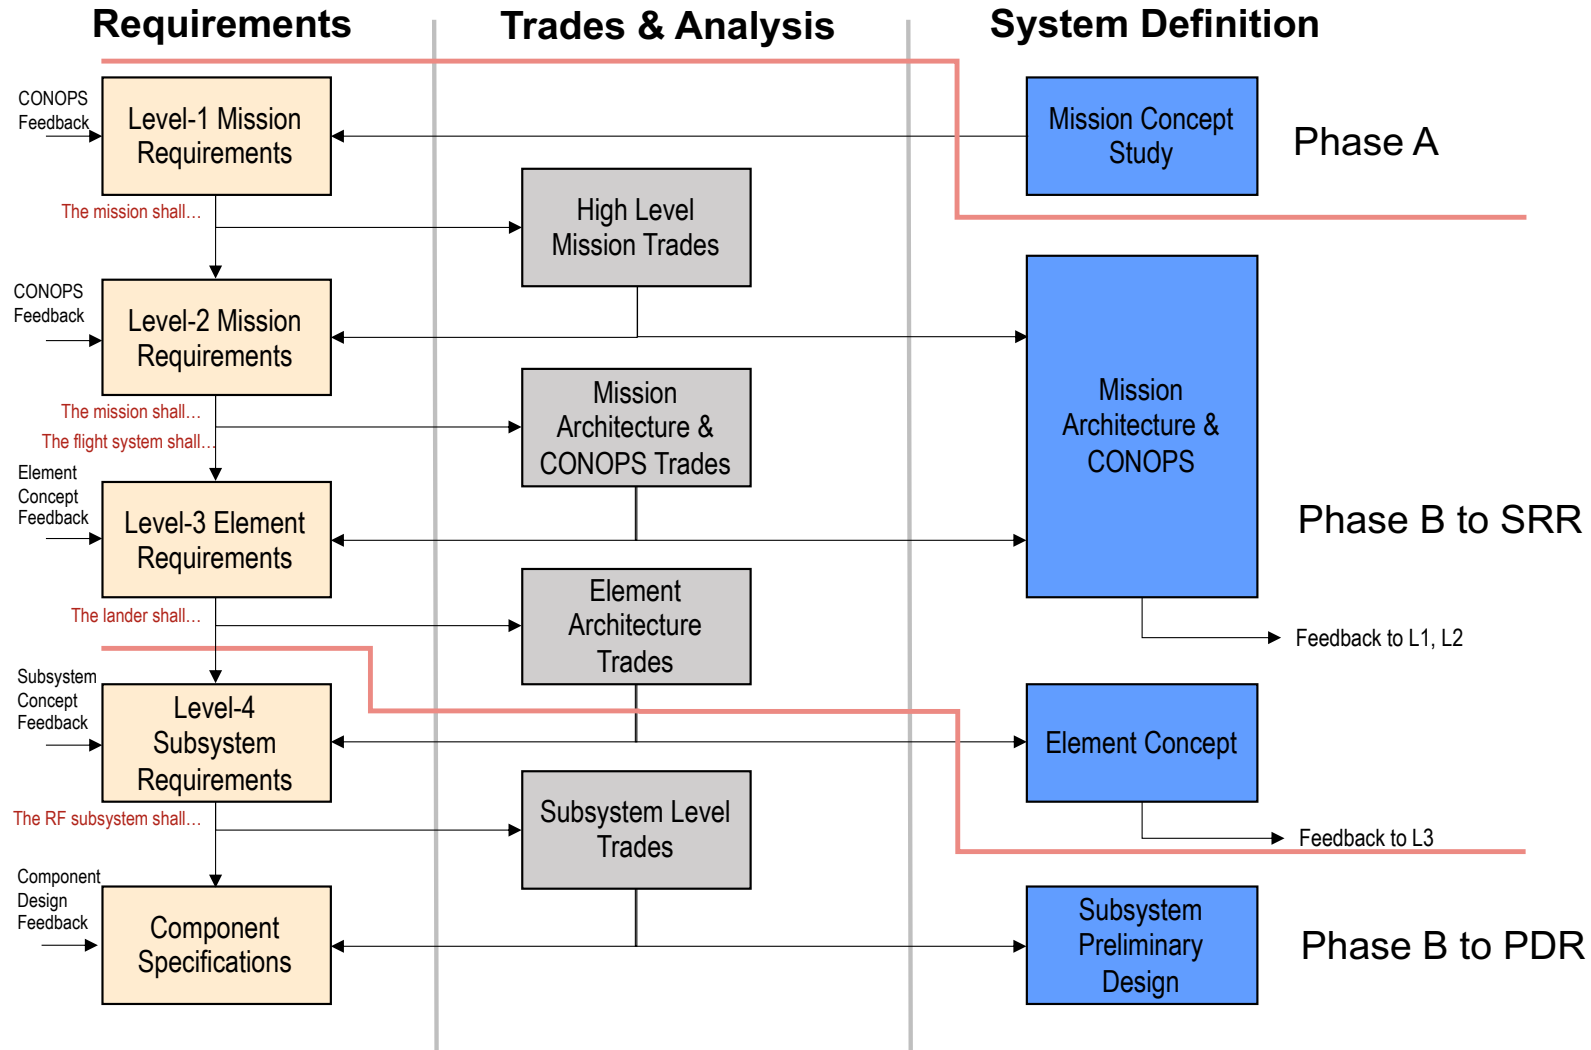 Requirements
Trades & Analysis
System Definition
CONOPS
Feedback
Level-1 Mission
Requirements
Mission Concept
Study
Phase A
The mission shall…
High Level
Mission Trades
CONOPS
Feedback
Level-2 Mission
Requirements
Mission
Architecture &
CONOPS
The mission shall…
The flight system shall…
Mission
Architecture &
CONOPS Trades
Element
Concept
Feedback
Level-3 Element
Requirements
Phase B to SRR
The lander shall…
Element
Architecture
Trades
Feedback to L1, L2
Subsystem
Concept
Feedback
Level-4
Subsystem
Requirements
Element Concept
The RF subsystem shall…
Subsystem Level
Trades
Feedback to L3
Component
Design
Feedback
Component
Specifications
Subsystem
Preliminary
Design
Phase B to PDR